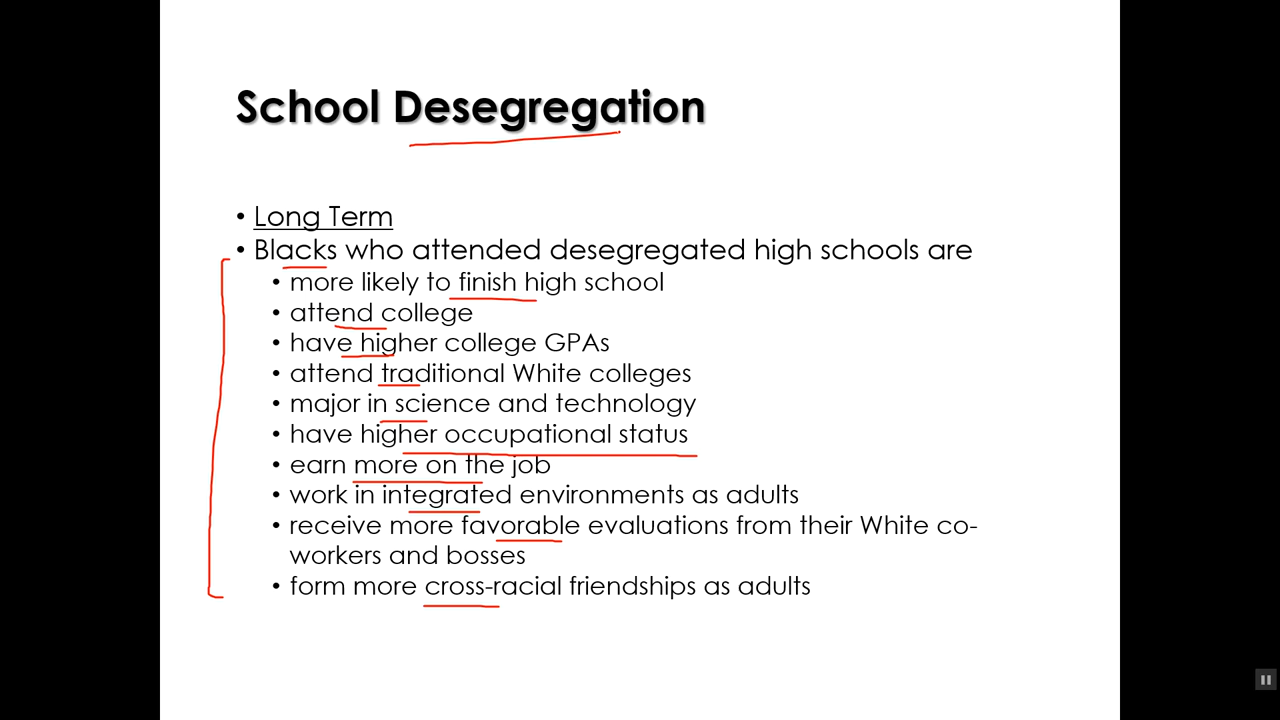 School Desegregation
• Long Term
• Blacks who attended desegregated high schools are
• more likely to finish high school
• attend college
• have higher college GPAs
• attend traditional White colleges
• major in science and technology
• have higher occupational status
• earn more on the job
• work in integrated environments as adults
• receive more favorable evaluations from their White co-
workers and bosses
• form more cross-racial friendships as adults